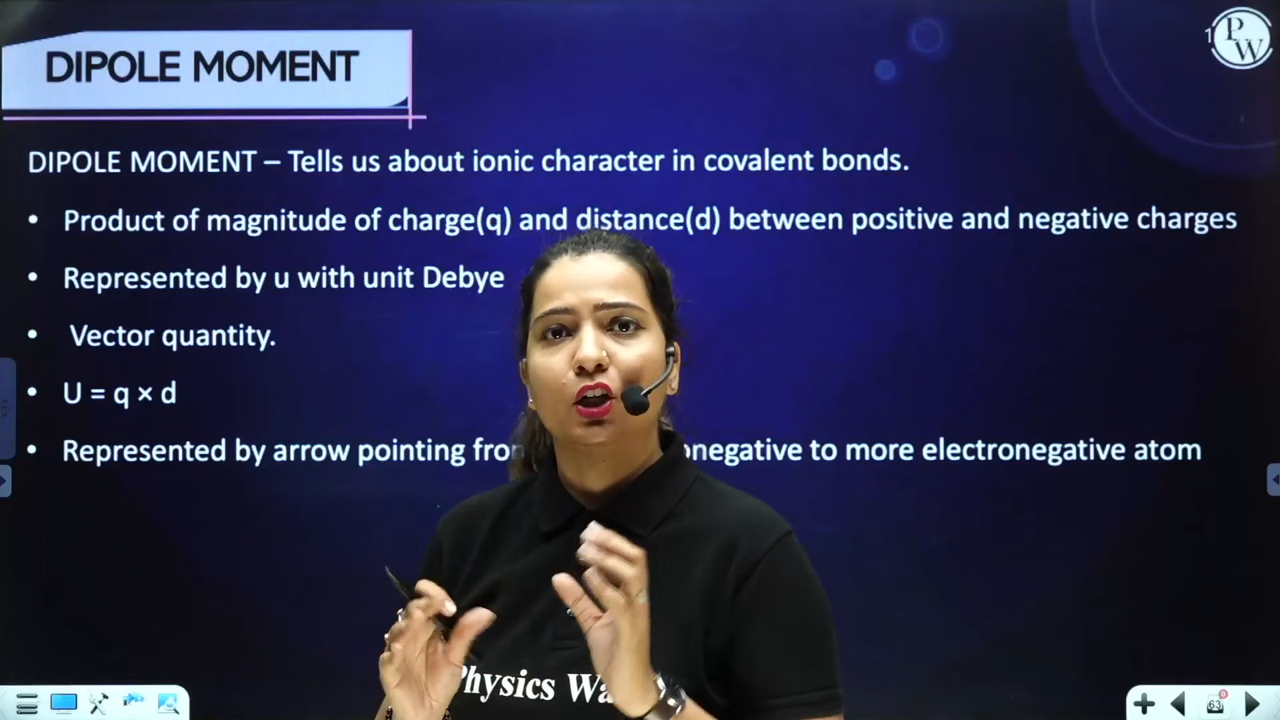 DIPOLE MOMENT
PW
1
DIPOLE MOMENT – Tells us about ionic character in covalent bonds.
• Product of magnitude of charge(q) and distance(d) between positive and negative charges
• Represented by u with unit Debye
• Vector quantity.
• U = q × d
• Represented by arrow pointing to more electronegative atom
Physics Wa
63